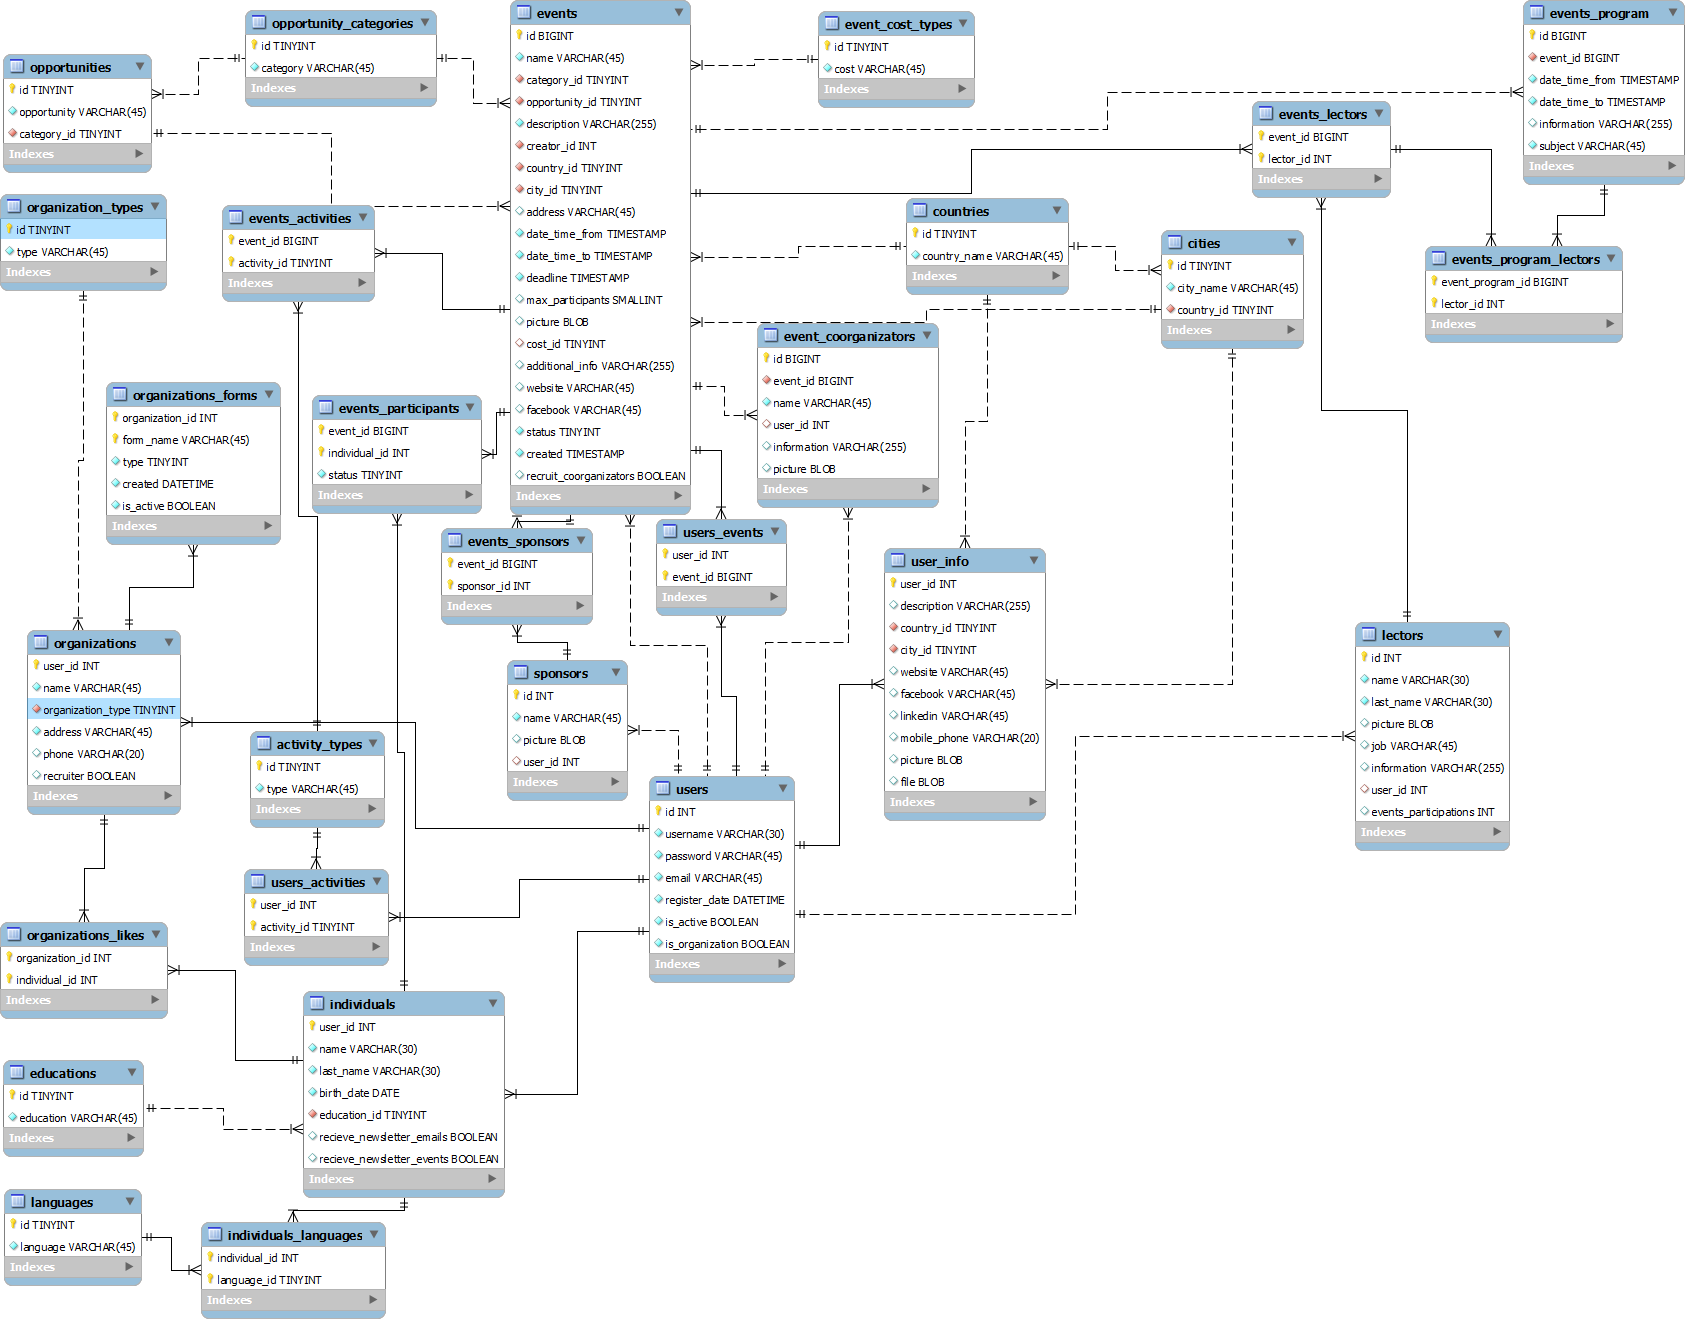 opportunities
id TINYINT
opportunity VARCHAR(45)
category_id TINYINT
Indexes
opportunity_categories
id TINYINT
category VARCHAR(45)
Indexes
events
id BIGINT
name VARCHAR(45)
category_id TINYINT
opportunity_id TINYINT
description VARCHAR(255)
creator_id INT
country_id TINYINT
city_id TINYINT
address VARCHAR(45)
date_time_from TIMESTAMP
date_time_to TIMESTAMP
deadline TIMESTAMP
max_participants SMALLINT
picture BLOB
cost_id TINYINT
additional_info VARCHAR(255)
website VARCHAR(45)
facebook VARCHAR(45)
status TINYINT
created TIMESTAMP
recruit_coorganizators BOOLEAN
Indexes
event_cost_types
id TINYINT
cost VARCHAR(45)
Indexes
events_program
id BIGINT
event_id BIGINT
date_time_from TIMESTAMP
date_time_to TIMESTAMP
information VARCHAR(255)
subject VARCHAR(45)
Indexes
events_lectors
event_id BIGINT
lector_id INT
Indexes
organization_types
id TINYINT
type VARCHAR(45)
Indexes
events_activities
event_id BIGINT
activity_id TINYINT
Indexes
countries
id TINYINT
country_name VARCHAR(45)
Indexes
cities
id TINYINT
city_name VARCHAR(45)
country_id TINYINT
Indexes
events_program_lectors
event_program_id BIGINT
lector_id INT
Indexes
event_coorganizators
id BIGINT
event_id BIGINT
name VARCHAR(45)
user_id INT
information VARCHAR(255)
picture BLOB
Indexes
organizations_forms
organization_id INT
form_name VARCHAR(45)
type TINYINT
created DATETIME
is_active BOOLEAN
Indexes
events_participants
event_id BIGINT
individual_id INT
status TINYINT
Indexes
events_sponsors
event_id BIGINT
sponsor_id INT
Indexes
users_events
user_id INT
event_id BIGINT
Indexes
user_info
user_id INT
description VARCHAR(255)
country_id TINYINT
city_id TINYINT
website VARCHAR(45)
facebook VARCHAR(45)
linkedin VARCHAR(45)
mobile_phone VARCHAR(20)
picture BLOB
file BLOB
Indexes
lectors
id INT
name VARCHAR(30)
last_name VARCHAR(30)
picture BLOB
job VARCHAR(45)
information VARCHAR(255)
user_id INT
events_participations INT
Indexes
organizations
user_id INT
name VARCHAR(45)
organization_type TINYINT
address VARCHAR(45)
phone VARCHAR(20)
recruiter BOOLEAN
Indexes
sponsors
id INT
name VARCHAR(45)
picture BLOB
user_id INT
Indexes
activity_types
id TINYINT
type VARCHAR(45)
Indexes
users
id INT
username VARCHAR(30)
password VARCHAR(45)
email VARCHAR(45)
register_date DATETIME
is_active BOOLEAN
is_organization BOOLEAN
Indexes
users_activities
user_id INT
activity_id TINYINT
Indexes
organizations_likes
organization_id INT
individual_id INT
Indexes
individuals
user_id INT
name VARCHAR(30)
last_name VARCHAR(30)
birth_date DATE
education_id TINYINT
recieve_newsletter_emails BOOLEAN
recieve_newsletter_events BOOLEAN
Indexes
educations
id TINYINT
education VARCHAR(45)
Indexes
languages
id TINYINT
language VARCHAR(45)
Indexes
individuals_languages
individual_id INT
language_id TINYINT
Indexes